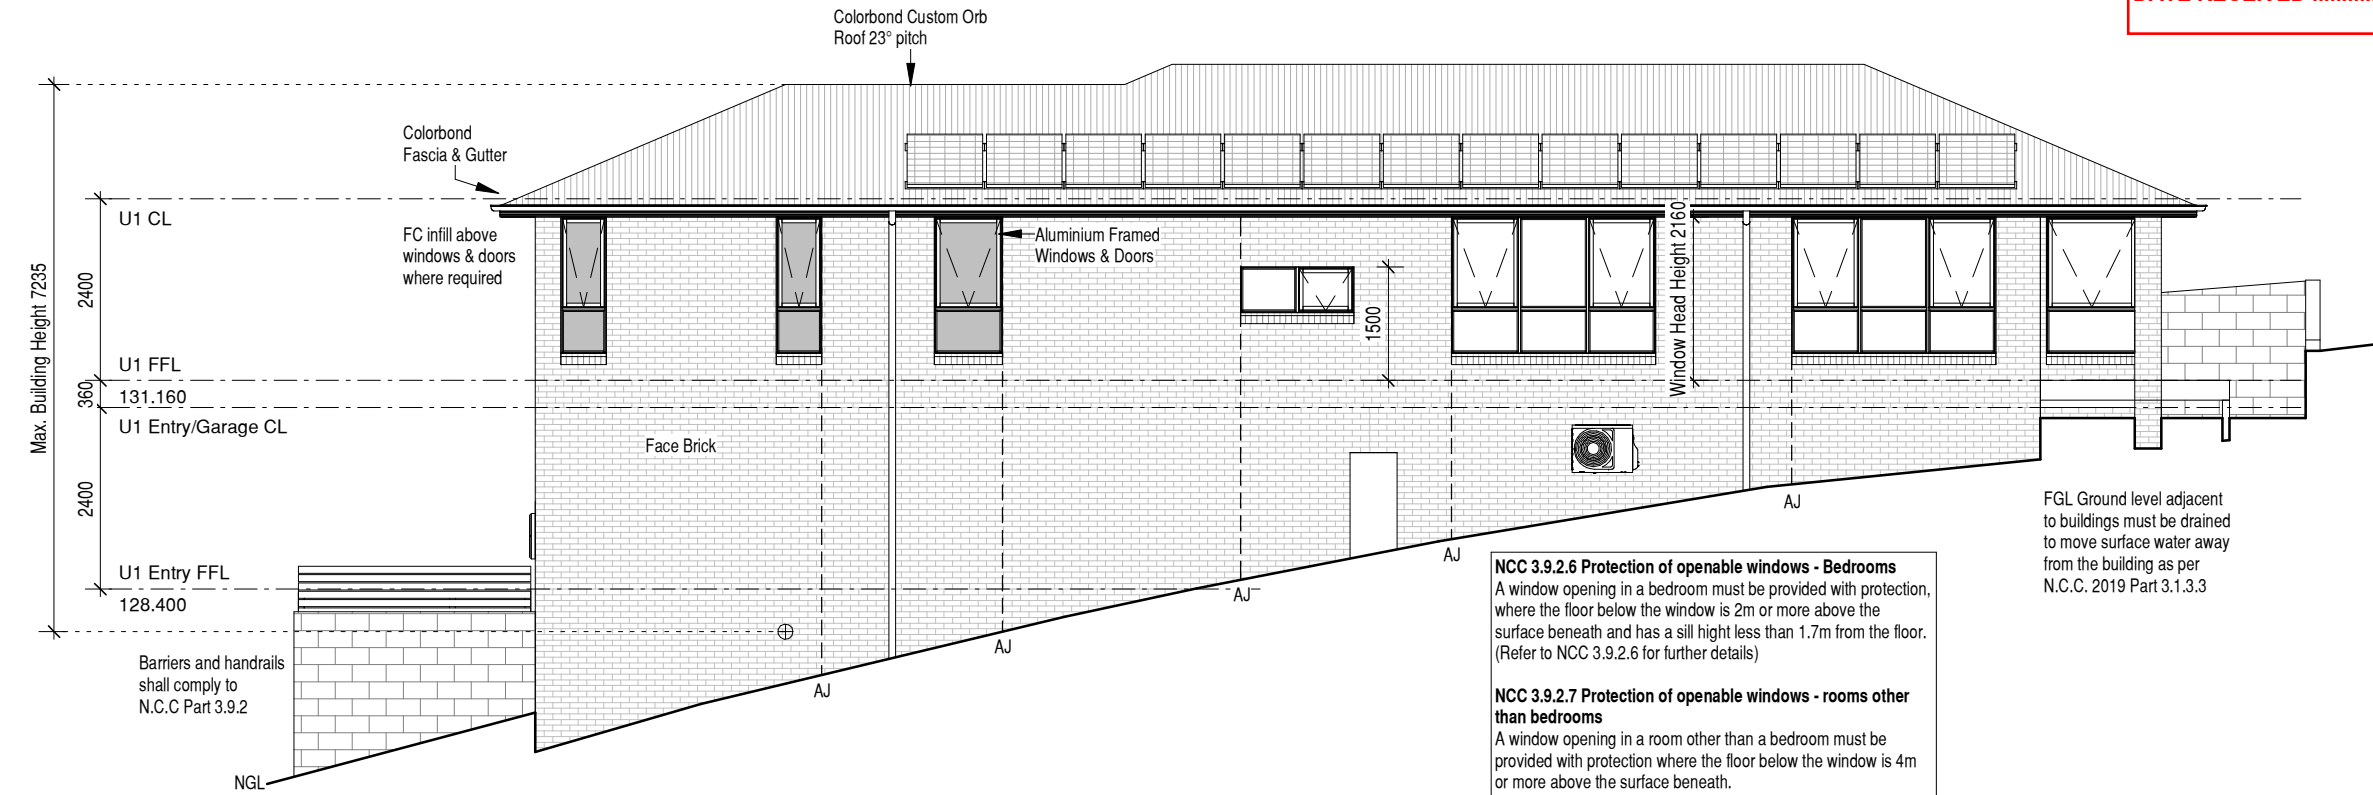 Colorbond Custom Orb
Roof 23° pitch
Colorbond
Fascia & Gutter
U1 CL
FC infill above
windows & doors
where required
Aluminium Framed
Windows & Doors
Max. Building Height 7235
2400
360
2400
1500
Window Head Height 2160
U1 FFL
131.160
U1 Entry/Garage CL
Face Brick
U1 Entry FFL
128.400
Barriers and handrails
shall comply to
N.C.C Part 3.9.2
NGL
AJ
AJ
AJ
AJ
AJ
NCC 3.9.2.6 Protection of openable windows - Bedrooms
A window opening in a bedroom must be provided with protection,
where the floor below the window is 2m or more above the
surface beneath and has a sill hight less than 1.7m from the floor.
(Refer to NCC 3.9.2.6 for further details)
NCC 3.9.2.7 Protection of openable windows - rooms other
than bedrooms
A window opening in a room other than a bedroom must be
provided with protection where the floor below the window is 4m
or more above the surface beneath.
FGL Ground level adjacent
to buildings must be drained
to move surface water away
from the building as per
N.C.C. 2019 Part 3.1.3.3